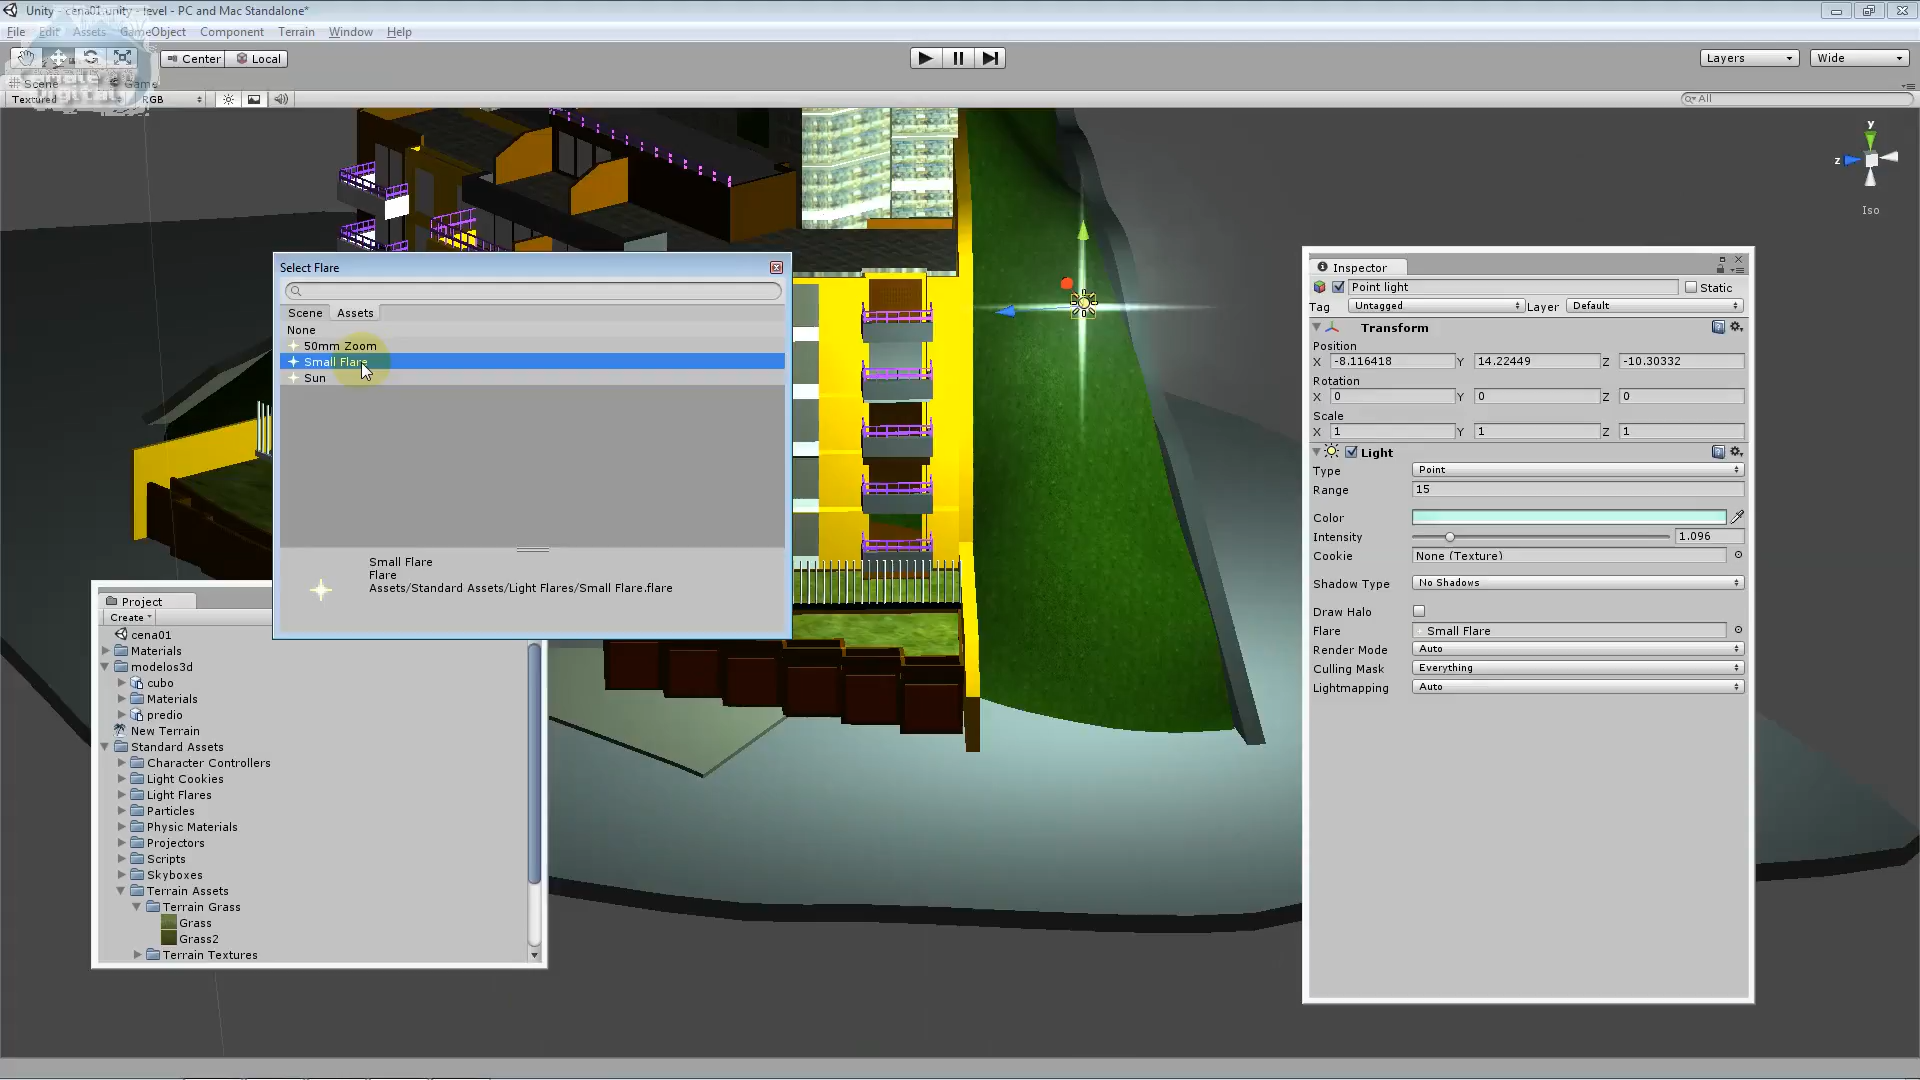 Unity - cena01.unity - level - PC and Mac Standalone*
File Edit Assets GameObject Component Terrain Window Help
Center Local
Layers Wide
Scene Game
Textured RGB All
y
z
Iso
Select Flare
Scene Assets
None
50mm Zoom
Small Flare
Sun
Small Flare
Flare
Assets/Standard Assets/Light Flares/Small Flare.flare
Project
Create
cena01
Materials
modelos3d
cubo
Materials
predio
New Terrain
Standard Assets
Character Controllers
Light Cookies
Light Flares
Particles
Physic Materials
Projectors
Scripts
Skyboxes
Terrain Assets
Terrain Grass
Grass
Grass2
Terrain Textures
Inspector
Point light Static
Tag Untagged Layer Default
Transform
Position
X -8.116418 Y 14.22449 Z -10.30332
Rotation
X 0 Y 0 Z 0
Scale
X 1 Y 1 Z 1
Light
Type Point
Range 15
Color
Intensity 1.096
Cookie None (Texture)
Shadow Type No Shadows
Draw Halo
Flare Small Flare
Render Mode Auto
Culling Mask Everything
Lightmapping Auto